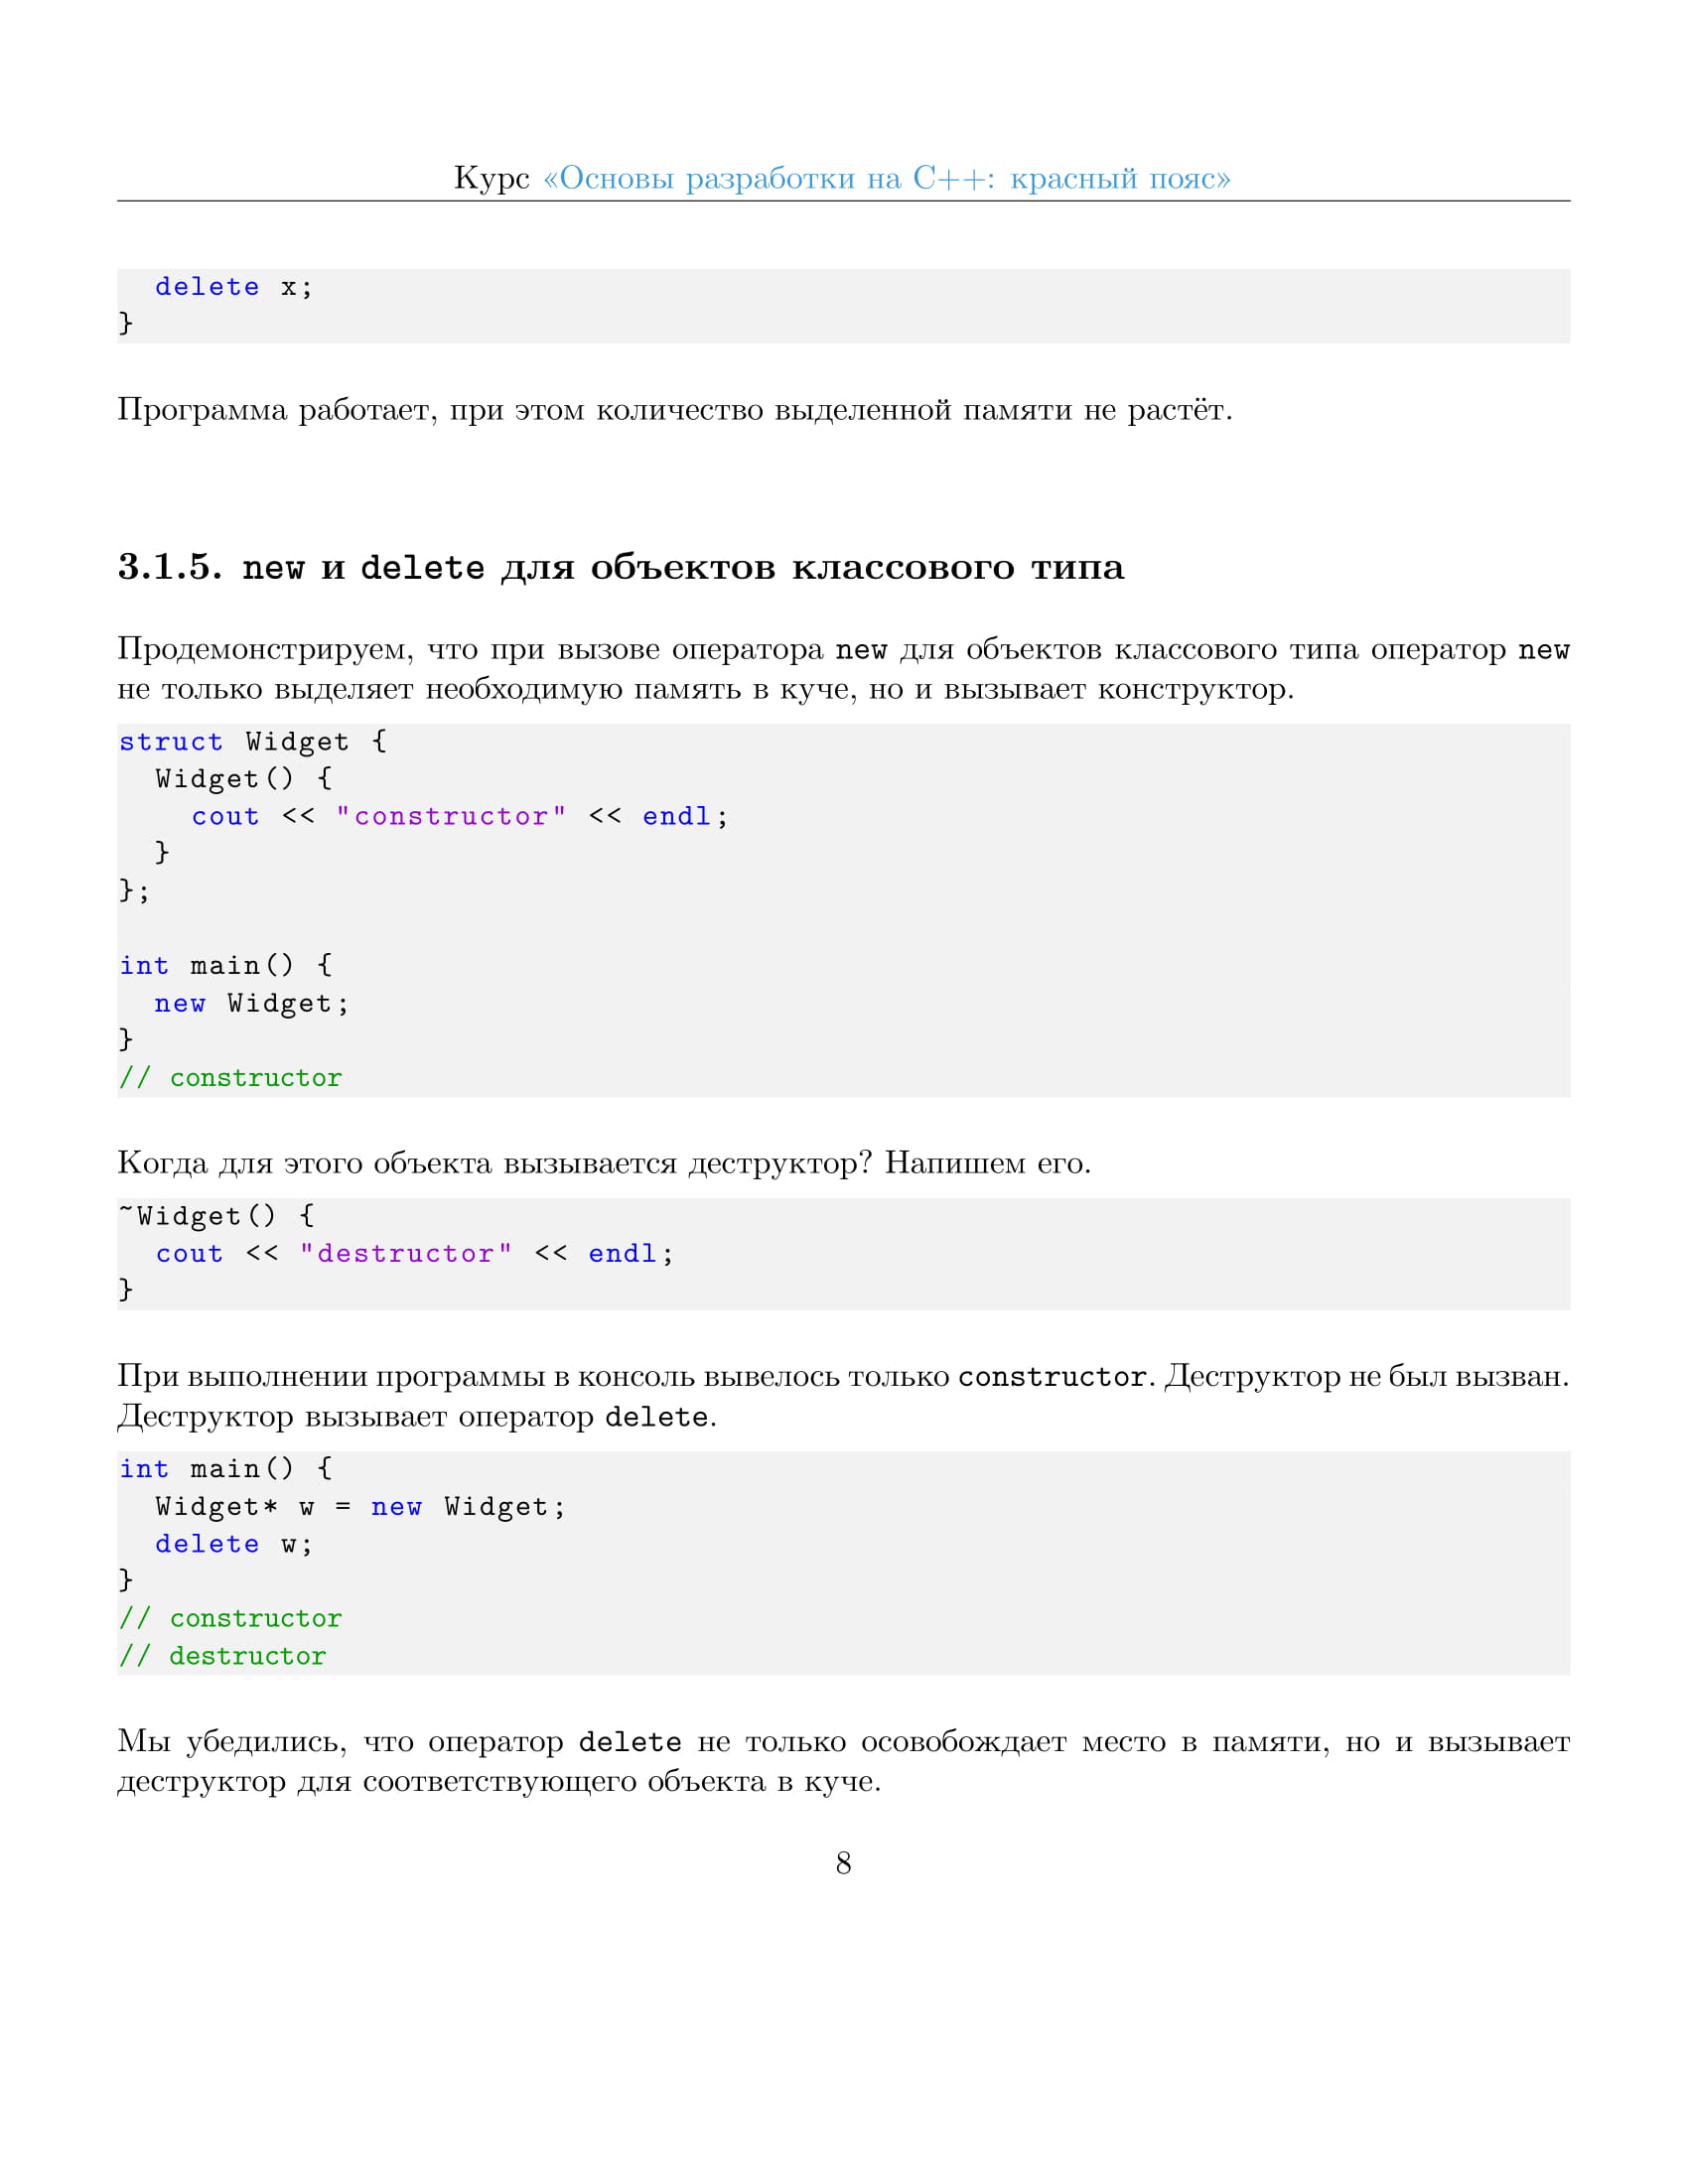 Курс «Основы разработки на C++: красный пояс»
  delete x;
}
Программа работает, при этом количество выделенной памяти не растёт.
3.1.5. new и delete для объектов классового типа
Продемонстрируем, что при вызове оператора new для объектов классового типа оператор new
не только выделяет необходимую память в куче, но и вызывает конструктор.
struct Widget {
  Widget() {
    cout << "constructor" << endl;
  }
};
int main() {
  new Widget;
}
// constructor
Когда для этого объекта вызывается деструктор? Напишем его.
~Widget() {
  cout << "destructor" << endl;
}
При выполнении программы в консоль вывелось только constructor. Деструктор не был вызван.
Деструктор вызывает оператор delete.
int main() {
  Widget* w = new Widget;
  delete w;
}
// constructor
// destructor
Мы убедились, что оператор delete не только осовобождает место в памяти, но и вызывает
деструктор для соответствующего объекта в куче.
8